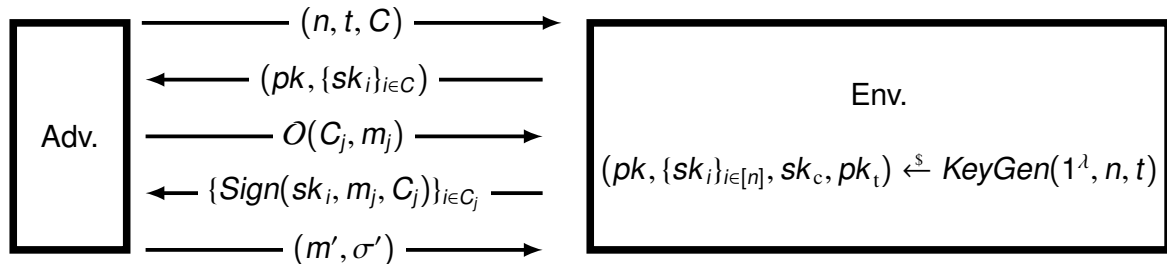 (n, t, C)
(pk, {sk_i}_{i∈C})
Adv.
O(C_j, m_j)
{Sign(sk_i, m_j, C_j)}_{i∈C_j}
(m′, σ′)
Env.
(pk, {sk_i}_{i∈[n]}, sk_c, pk_t) ←$ KeyGen(1^λ, n, t)